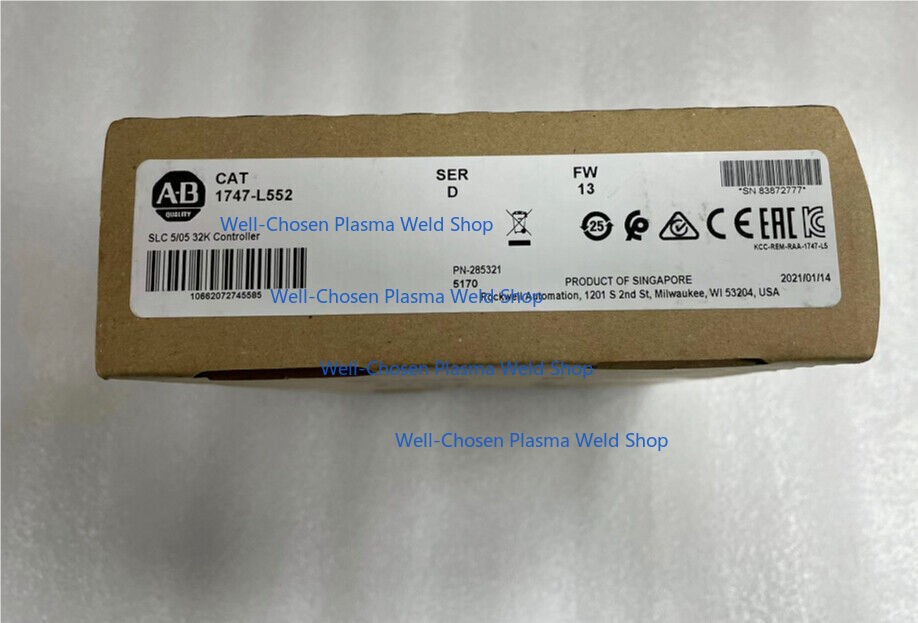 A-B
QUALITY
CAT
1747-L552
SER
D
FW
13
*SN 83872777*
Well-Chosen Plasma Weld Shop
SLC 5/05 32K Controller
25
CE
EAC
KCC-REM-RAA-1747-L5
10662072745585
PN-285321
5170
PRODUCT OF SINGAPORE
2021/01/14
Well-Chosen Plasma Weld Shop
Rockwell Automation, 1201 S 2nd St, Milwaukee, WI 53204, USA
Well-Chosen Plasma Weld Shop
Well-Chosen Plasma Weld Shop